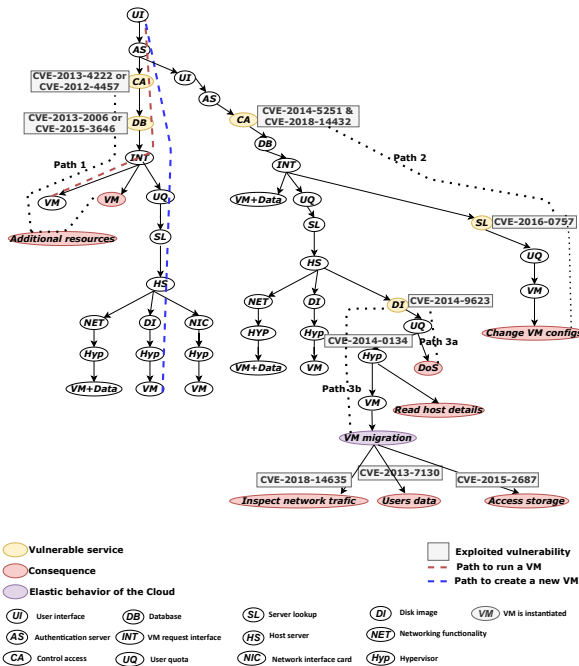 UI
AS
CVE-2013-4222 or
CVE-2012-4457
CA
UI
AS
CVE-2013-2006 or
CVE-2015-3646
DB
CA
CVE-2014-5251 &
CVE-2018-14432
DB
INT
Path 1
INT
Path 2
VM
VM
UQ
VM+Data
UQ
SL
CVE-2016-0757
Additional resources
SL
SL
UQ
HS
HS
VM
NET
DI
NIC
NET
DI
DI
CVE-2014-9623
UQ
Change VM configs
HYP
Hyp
CVE-2014-0134
Path 3a
Hyp
Hyp
Hyp
Hyp
VM+Data
VM
DoS
VM+Data
VM
VM
Path 3b
VM
Read host details
VM migration
CVE-2018-14635
CVE-2013-7130
CVE-2015-2687
Inspect network trafic
Users data
Access storage
Vulnerable service
Consequence
Elastic behavior of the Cloud
Exploited vulnerability
Path to run a VM
Path to create a new VM
UI User interface
DB Database
SL Server lookup
DI Disk image
VM VM is instantiated
AS Authentication server
INT VM request interface
HS Host server
NET Networking functionality
CA Control access
UQ User quota
NIC Network interface card
Hyp Hypervisor